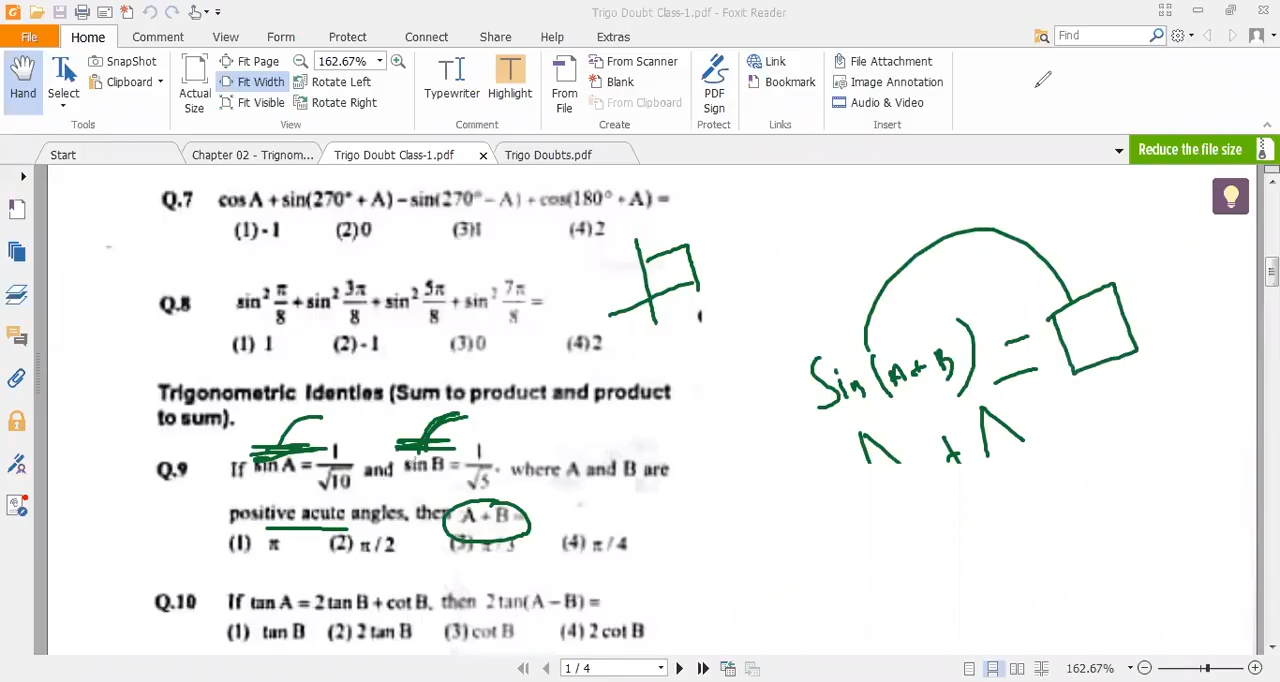 Trigo Doubt Class-1.pdf - Foxit Reader
File Home Comment View Form Protect Connect Share Help Extras Find
Hand Select SnapShot Clipboard
Tools
Actual Size Fit Page Fit Width Fit Visible 162.67% Rotate Left Rotate Right
View
Typewriter Highlight
Comment
From File From Scanner Blank From Clipboard
Create
PDF Sign
Protect
Link Bookmark
Links
File Attachment Image Annotation Audio & Video
Insert
Start Chapter 02 - Trignom... Trigo Doubt Class-1.pdf Trigo Doubts.pdf Reduce the file size
Q.7 cosA + sin(270° + A) − sin(270° − A) + cos(180° + A) =
(1) -1 (2) 0 (3) 1 (4) 2
Q.8 sin² π/8 + sin² 3π/8 + sin² 5π/8 + sin² 7π/8 =
(1) 1 (2) -1 (3) 0 (4) 2
Sin(A+B) =
Trigonometric Identies (Sum to product and product
to sum).
Q.9 If sin A = 1/√10 and sin B = 1/√5, where A and B are
positive acute angles, then A + B =
(1) π (2) π/2 (3) π/3 (4) π/4
Q.10 If tan A = 2 tan B + cot B, then 2 tan(A − B) =
(1) tan B (2) 2 tan B (3) cot B (4) 2 cot B
1 / 4 162.67%